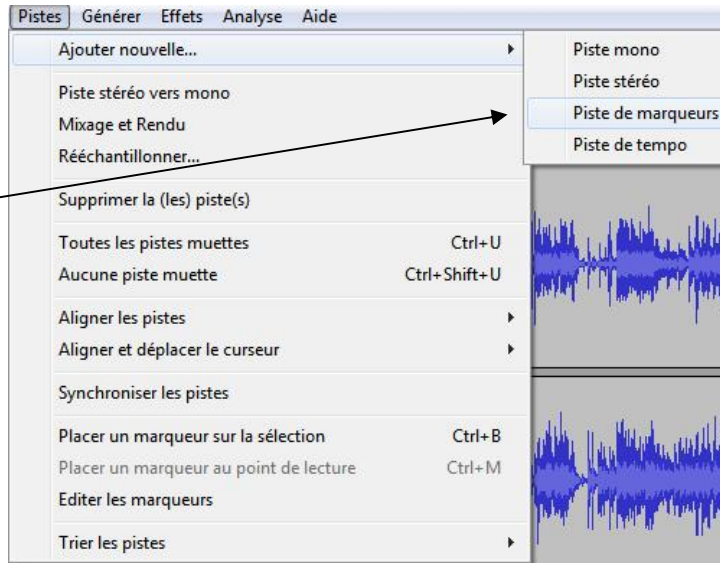 Pistes Générer Effets Analyse Aide
Ajouter nouvelle...
Piste mono
Piste stéréo
Piste de marqueurs
Piste de tempo
Piste stéréo vers mono
Mixage et Rendu
Rééchantillonner...
Supprimer la (les) piste(s)
Toutes les pistes muettes Ctrl+U
Aucune piste muette Ctrl+Shift+U
Aligner les pistes
Aligner et déplacer le curseur
Synchroniser les pistes
Placer un marqueur sur la sélection Ctrl+B
Placer un marqueur au point de lecture Ctrl+M
Editer les marqueurs
Trier les pistes